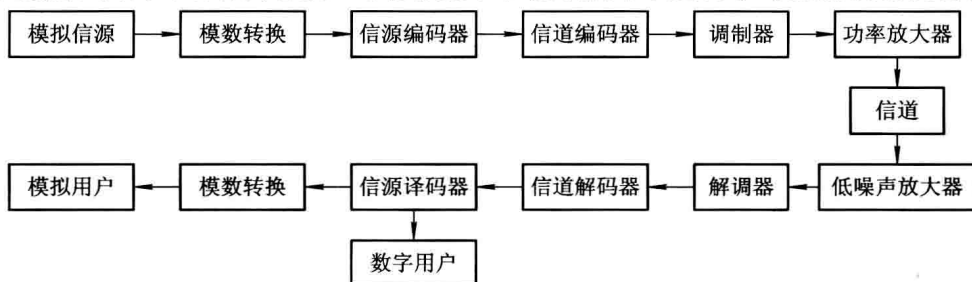 模拟信源
模数转换
信源编码器
信道编码器
调制器
功率放大器
信道
模拟用户
模数转换
信源译码器
信道解码器
解调器
低噪声放大器
数字用户